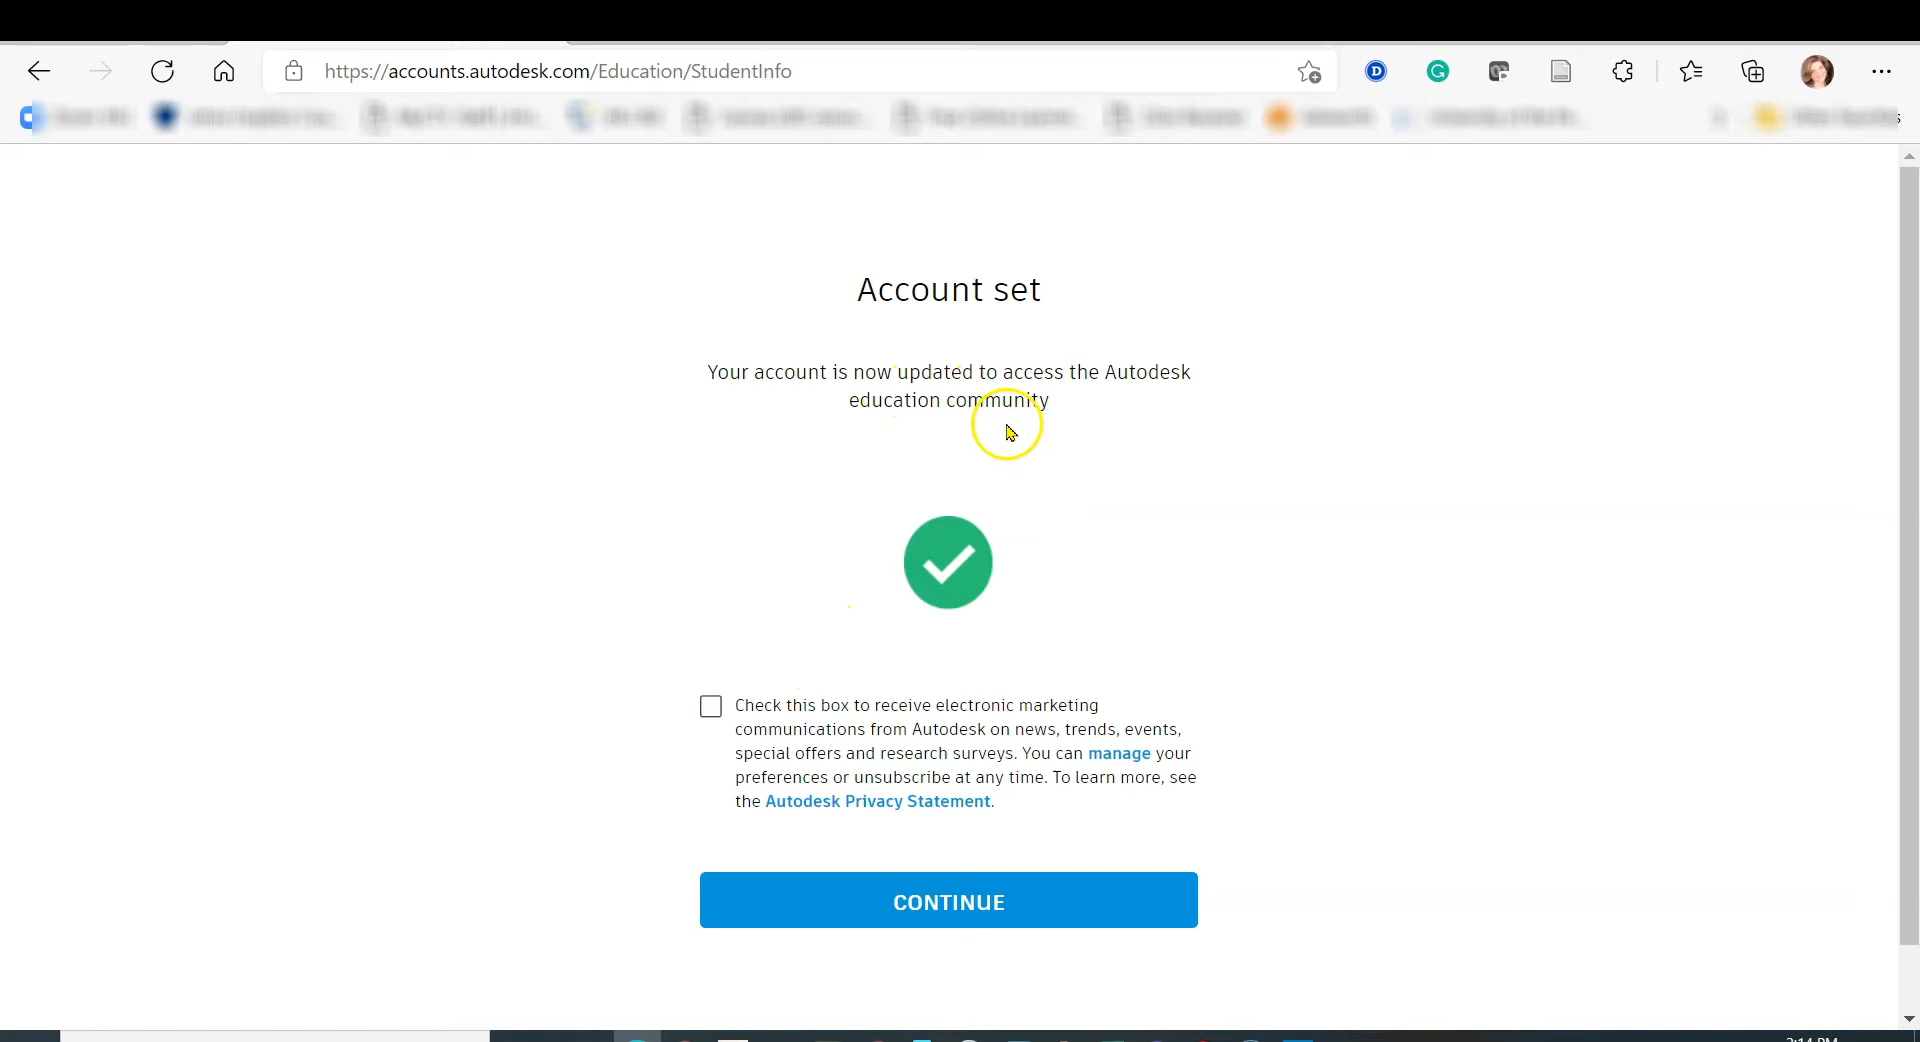 https://accounts.autodesk.com/Education/StudentInfo
Account set
Your account is now updated to access the Autodesk
education community
Check this box to receive electronic marketing
communications from Autodesk on news, trends, events,
special offers and research surveys. You can manage your
preferences or unsubscribe at any time. To learn more, see
the Autodesk Privacy Statement.
CONTINUE